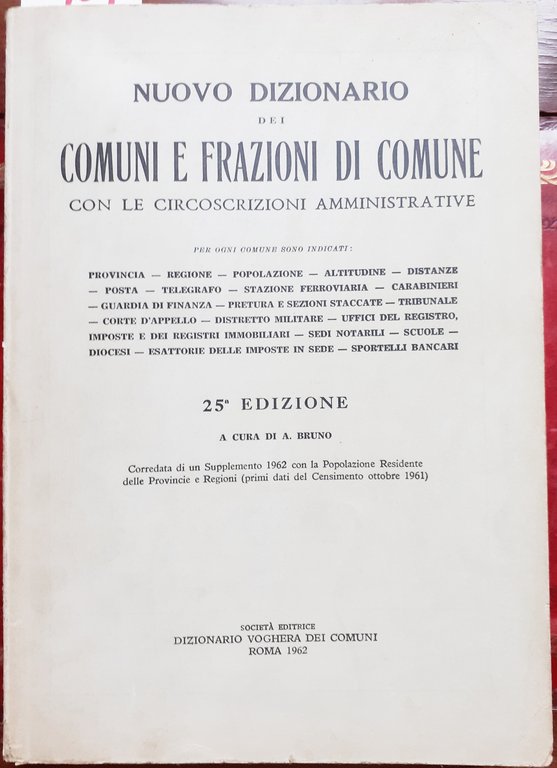 NUOVO DIZIONARIO
DEI
COMUNI E FRAZIONI DI COMUNE
CON LE CIRCOSCRIZIONI AMMINISTRATIVE
PER OGNI COMUNE SONO INDICATI:
PROVINCIA — REGIONE — POPOLAZIONE — ALTITUDINE — DISTANZE
— POSTA — TELEGRAFO — STAZIONE FERROVIARIA — CARABINIERI
— GUARDIA DI FINANZA — PRETURA E SEZIONI STACCATE — TRIBUNALE
— CORTE D'APPELLO — DISTRETTO MILITARE — UFFICI DEL REGISTRO,
IMPOSTE E DEI REGISTRI IMMOBILIARI — SEDI NOTARILI — SCUOLE —
DIOCESI — ESATTORIE DELLE IMPOSTE IN SEDE — SPORTELLI BANCARI
25ª EDIZIONE
A CURA DI A. BRUNO
Corredata di un Supplemento 1962 con la Popolazione Residente
delle Provincie e Regioni (primi dati del Censimento ottobre 1961)
SOCIETÀ EDITRICE
DIZIONARIO VOGHERA DEI COMUNI
ROMA 1962